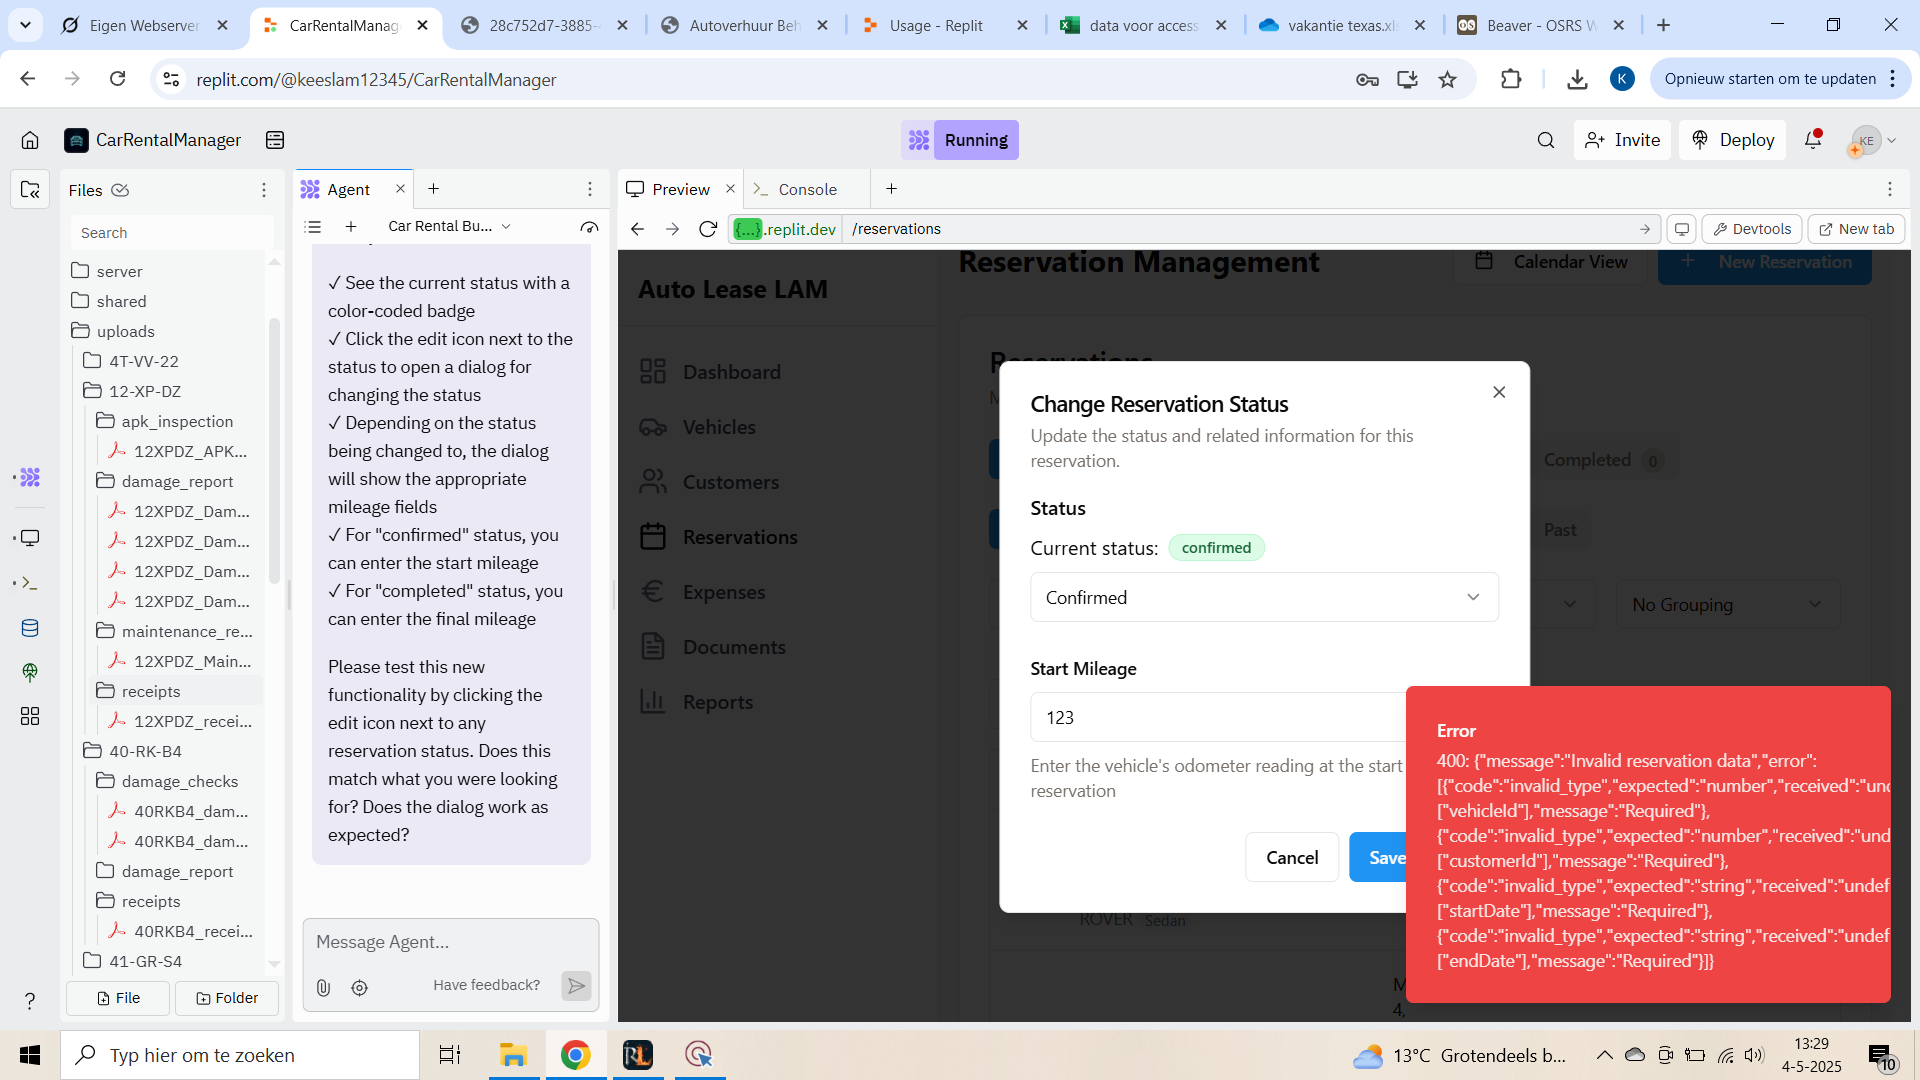 Eigen Webserver
CarRentalManage
28c752d7-3885-
Autoverhuur Beh
Usage - Replit
data voor access
vakantie texas.xls
Beaver - OSRS W
replit.com/@keeslam12345/CarRentalManager
K
Opnieuw starten om te updaten
CarRentalManager
Running
Invite
Deploy
KE
Files
Search
server
shared
uploads
4T-VV-22
12-XP-DZ
apk_inspection
12XPDZ_APK...
damage_report
12XPDZ_Dam...
12XPDZ_Dam...
12XPDZ_Dam...
12XPDZ_Dam...
maintenance_re...
12XPDZ_Main...
receipts
12XPDZ_recei...
40-RK-B4
damage_checks
40RKB4_dam...
40RKB4_dam...
damage_report
receipts
40RKB4_recei...
41-GR-S4
File
Folder
Agent
Car Rental Bu...
✓ See the current status with a
color-coded badge
✓ Click the edit icon next to the
status to open a dialog for
changing the status
✓ Depending on the status
being changed to, the dialog
will show the appropriate
mileage fields
✓ For "confirmed" status, you
can enter the start mileage
✓ For "completed" status, you
can enter the final mileage
Please test this new
functionality by clicking the
edit icon next to any
reservation status. Does this
match what you were looking
for? Does the dialog work as
expected?
Message Agent...
Have feedback?
Preview
Console
{...}.replit.dev
/reservations
Devtools
New tab
Auto Lease LAM
Dashboard
Vehicles
Customers
Reservations
Expenses
Documents
Reports
Reservation Management
Calendar View
New Reservation
Reservations
Completed 0
Past
No Grouping
Change Reservation Status
Update the status and related information for this
reservation.
Status
Current status: confirmed
Confirmed
Start Mileage
123
Enter the vehicle's odometer reading at the start
reservation
Cancel
Save
ROVER Sedan
M
4,
Error
400: {"message":"Invalid reservation data","error":
[{"code":"invalid_type","expected":"number","received":"und
["vehicleId"],"message":"Required"},
{"code":"invalid_type","expected":"number","received":"und
["customerId"],"message":"Required"},
{"code":"invalid_type","expected":"string","received":"undef
["startDate"],"message":"Required"},
{"code":"invalid_type","expected":"string","received":"undef
["endDate"],"message":"Required"}]}
Typ hier om te zoeken
13°C Grotendeels b...
13:29
4-5-2025
10